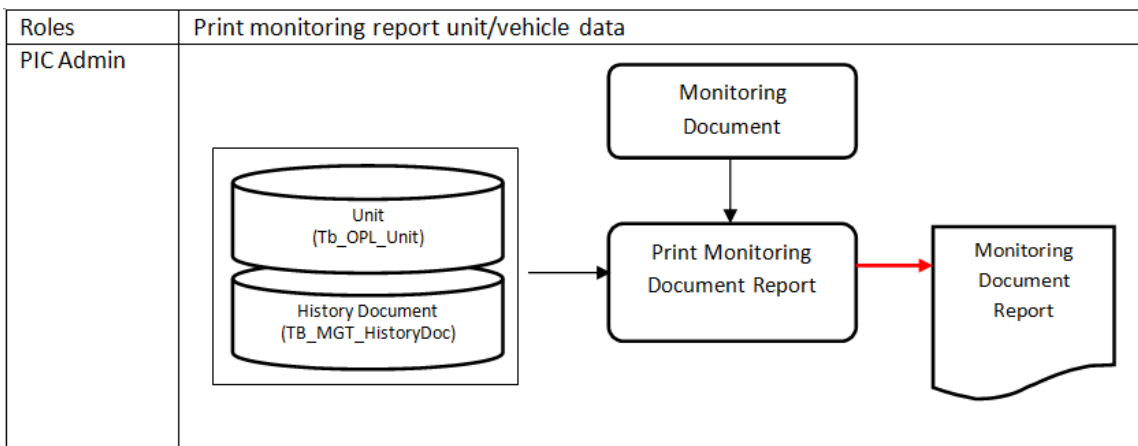 Roles
Print monitoring report unit/vehicle data
PIC Admin
Monitoring
Document
Unit
(Tb_OPL_Unit)
History Document
(TB_MGT_HistoryDoc)
Print Monitoring
Document Report
Monitoring
Document
Report